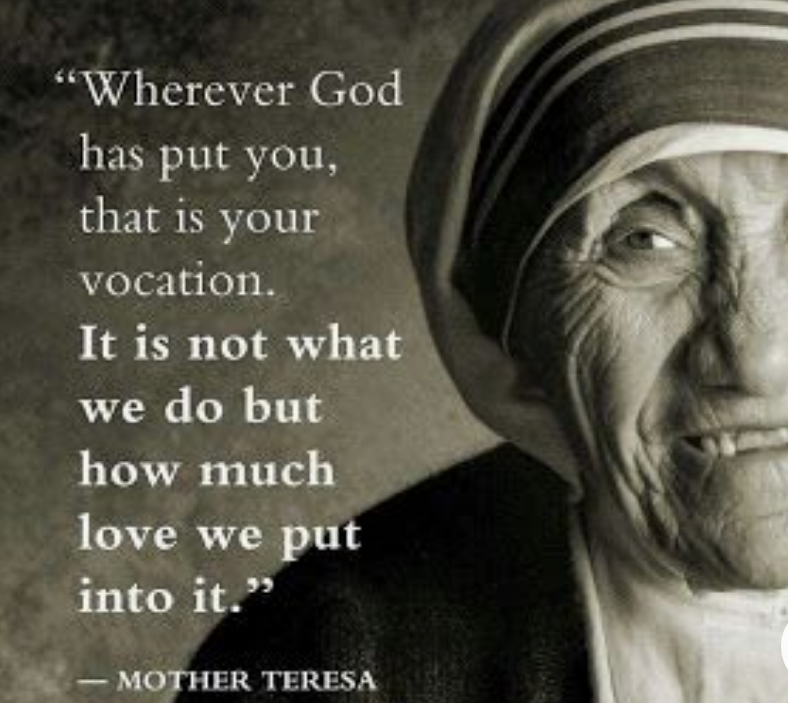 “Wherever God
has put you,
that is your
vocation.
It is not what
we do but
how much
love we put
into it.”
— MOTHER TERESA